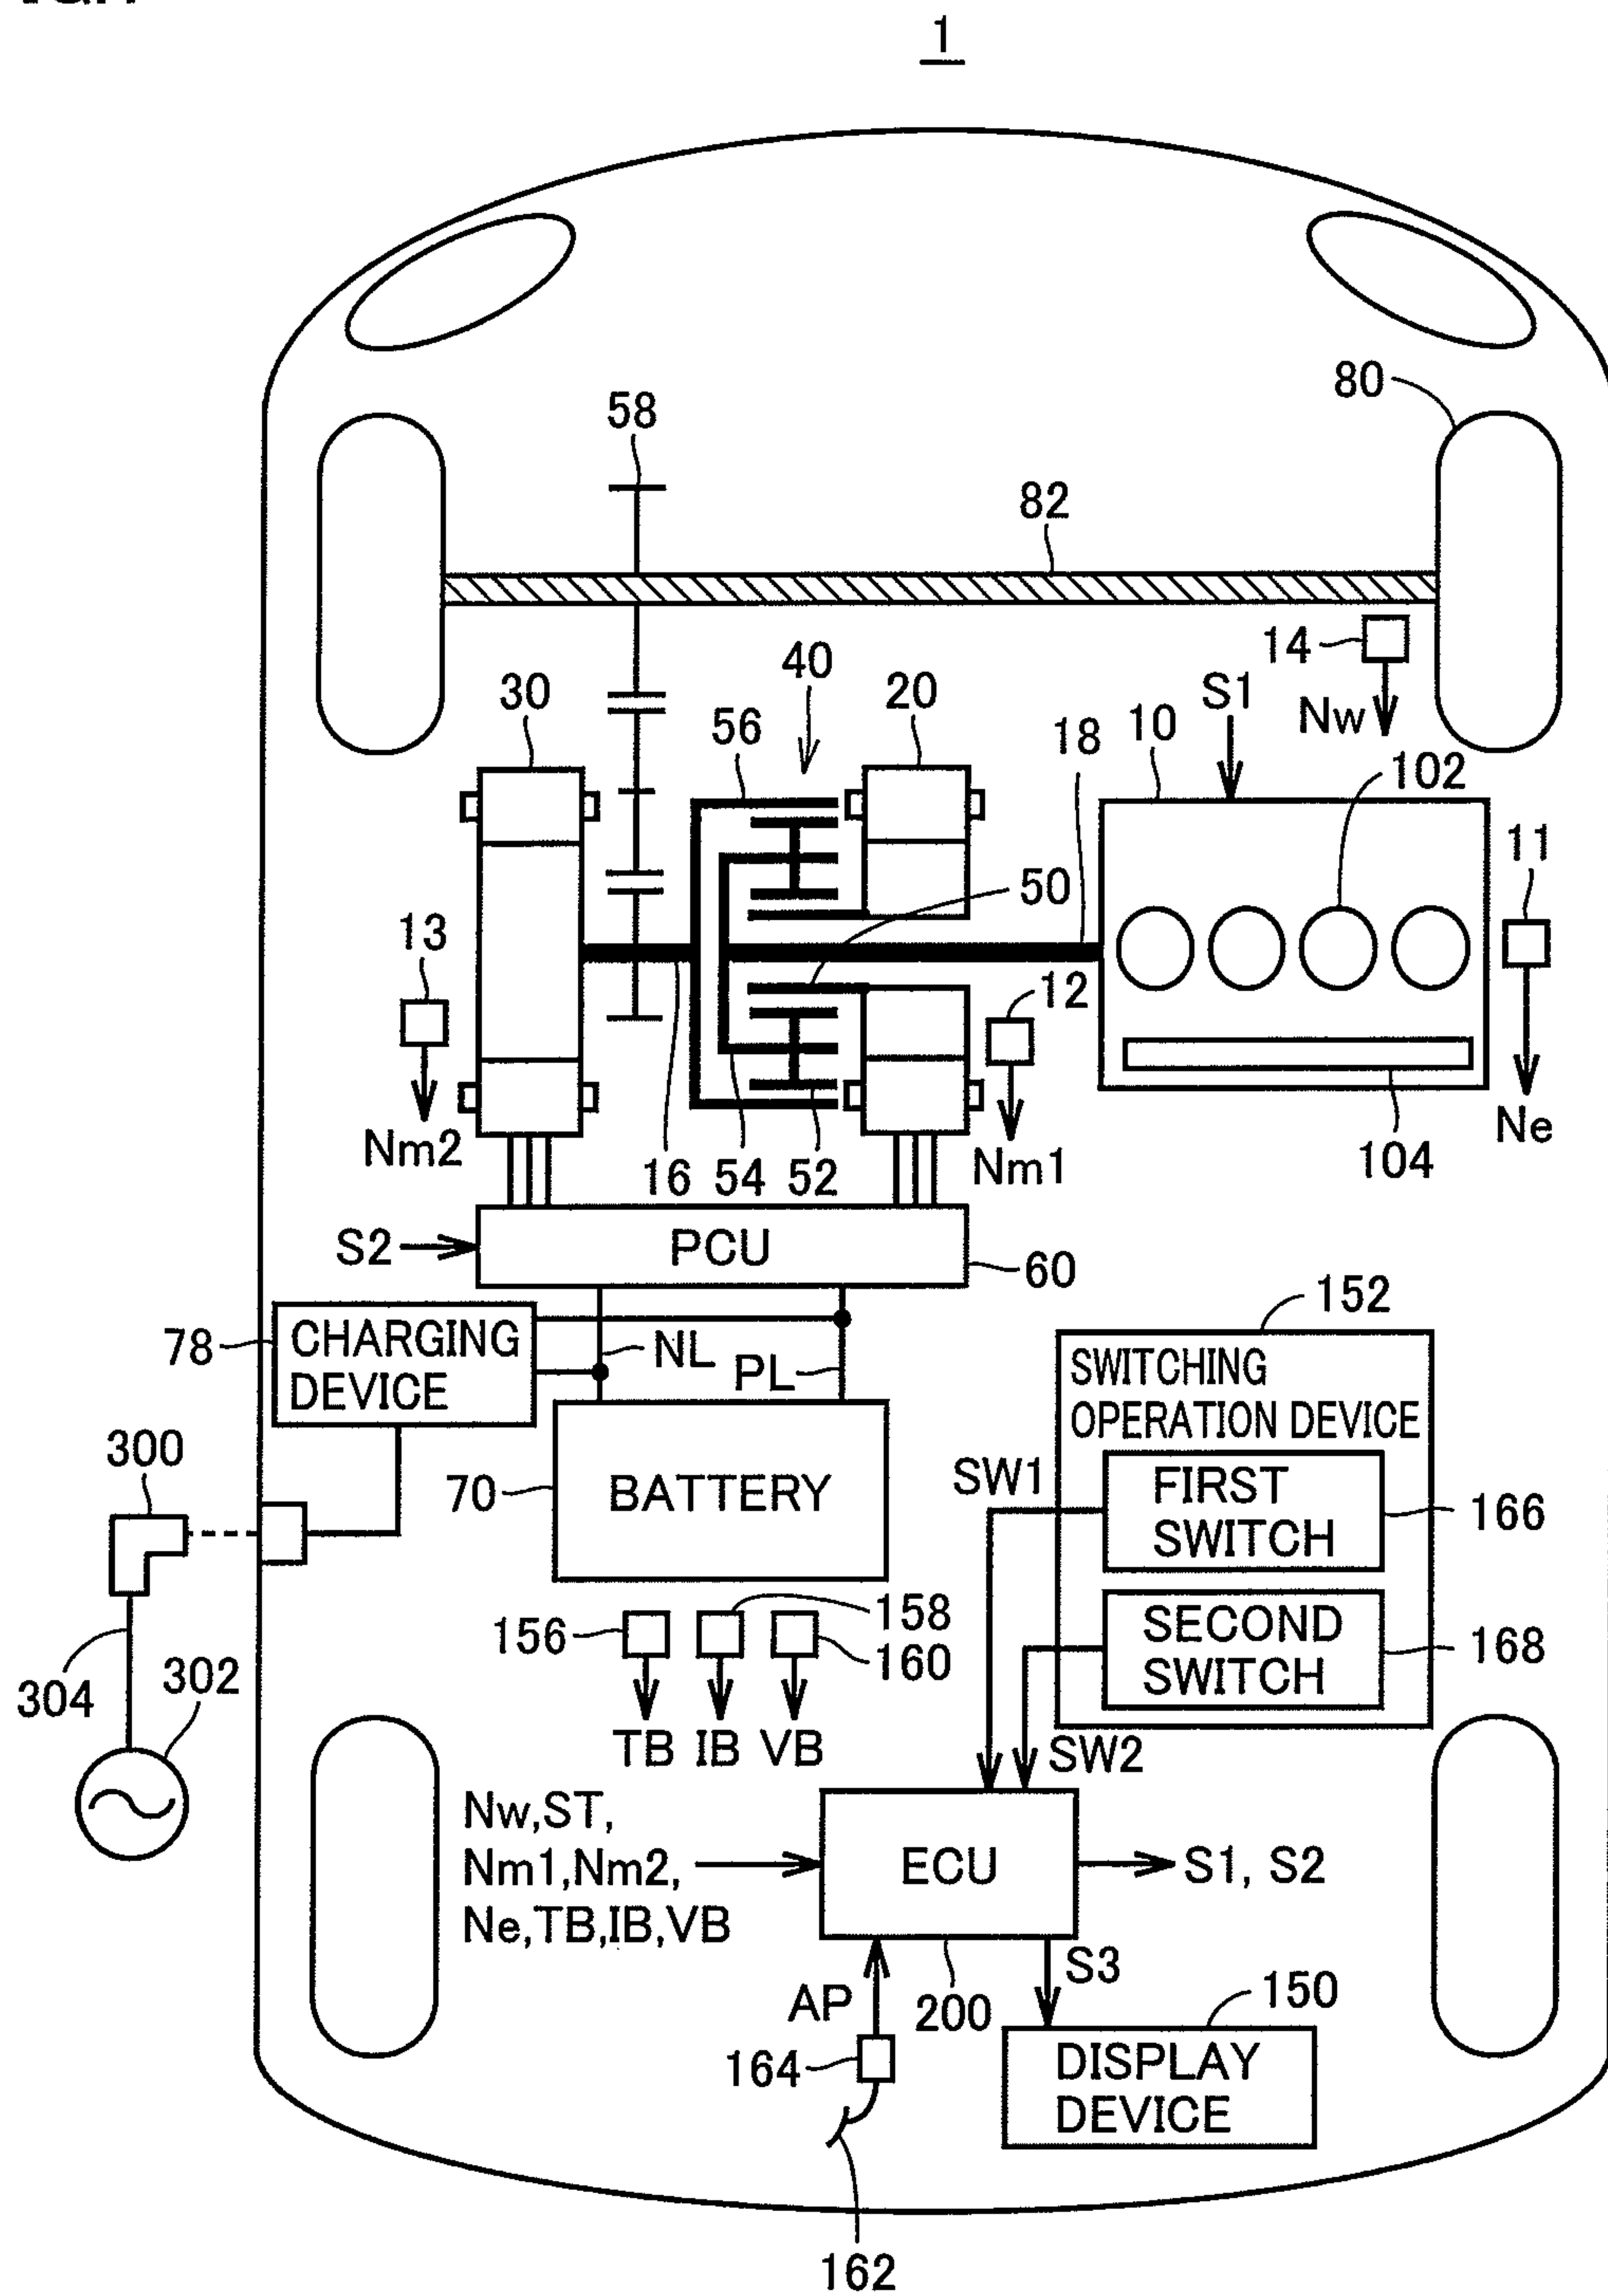 1
80
58
82
14
Nw
S1
40
30
20
56
10
18
102
11
50
13
12
Nm2
16
54
52
Nm1
104
Ne
S2
PCU
60
152
78
CHARGING
DEVICE
NL
PL
SWITCHING
OPERATION DEVICE
300
70
BATTERY
SW1
FIRST
SWITCH
166
156
158
160
SECOND
SWITCH
168
304
302
TB
IB
VB
SW2
Nw,ST,
Nm1,Nm2,
Ne,TB,IB,VB
ECU
S1, S2
AP
200
S3
150
164
DISPLAY
DEVICE
162